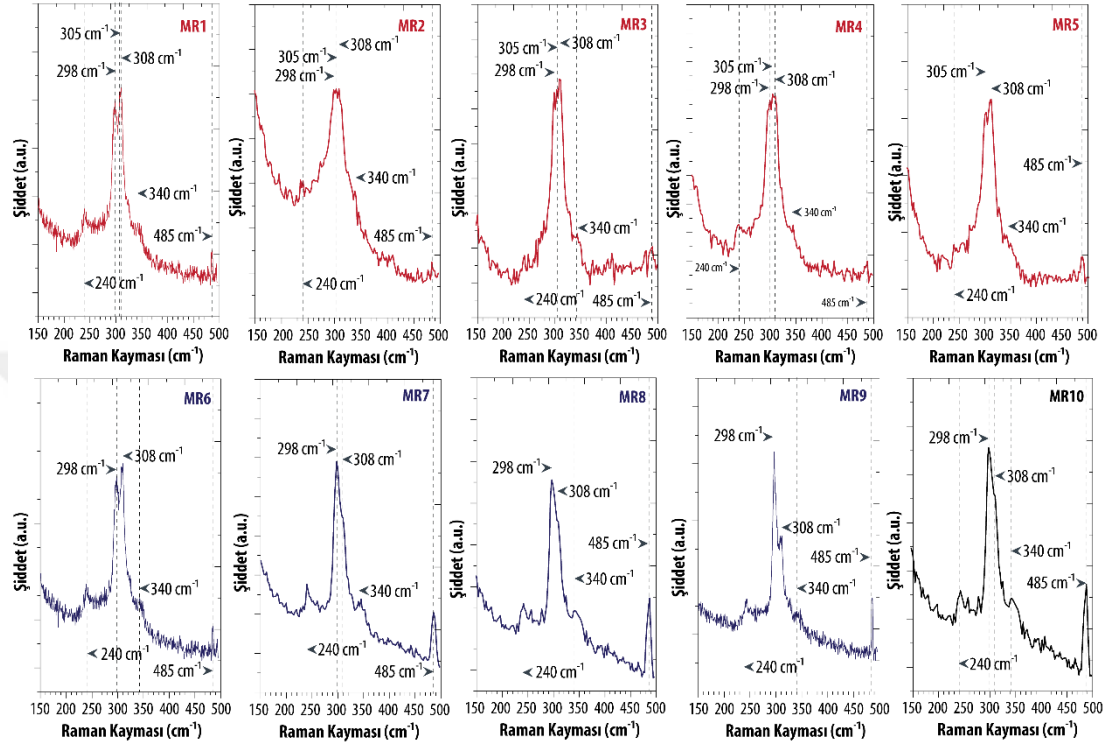 MR1
305 cm⁻¹
308 cm⁻¹
298 cm⁻¹
340 cm⁻¹
485 cm⁻¹
240 cm⁻¹
Şiddet (a.u.)
150 200 250 300 350 400 450 500
Raman Kayması (cm⁻¹)
MR2
308 cm⁻¹
305 cm⁻¹
298 cm⁻¹
340 cm⁻¹
485 cm⁻¹
240 cm⁻¹
Şiddet (a.u.)
150 200 250 300 350 400 450 500
Raman Kayması (cm⁻¹)
MR3
308 cm⁻¹
305 cm⁻¹
298 cm⁻¹
340 cm⁻¹
240 cm⁻¹
485 cm⁻¹
Şiddet (a.u.)
150 200 250 300 350 400 450 500
Raman Kayması (cm⁻¹)
MR4
305 cm⁻¹
308 cm⁻¹
298 cm⁻¹
340 cm⁻¹
240 cm⁻¹
485 cm⁻¹
Şiddet (a.u.)
150 200 250 300 350 400 450 500
Raman Kayması (cm⁻¹)
MR5
305 cm⁻¹
308 cm⁻¹
485 cm⁻¹
340 cm⁻¹
240 cm⁻¹
Şiddet (a.u.)
150 200 250 300 350 400 450 500
Raman Kayması (cm⁻¹)
MR6
308 cm⁻¹
298 cm⁻¹
340 cm⁻¹
240 cm⁻¹
485 cm⁻¹
Şiddet (a.u.)
150 200 250 300 350 400 450 500
Raman Kayması (cm⁻¹)
MR7
298 cm⁻¹
308 cm⁻¹
340 cm⁻¹
240 cm⁻¹
485 cm⁻¹
Şiddet (a.u.)
150 200 250 300 350 400 450 500
Raman Kayması (cm⁻¹)
MR8
298 cm⁻¹
308 cm⁻¹
485 cm⁻¹
340 cm⁻¹
240 cm⁻¹
Şiddet (a.u.)
150 200 250 300 350 400 450 500
Raman Kayması (cm⁻¹)
MR9
298 cm⁻¹
308 cm⁻¹
485 cm⁻¹
340 cm⁻¹
240 cm⁻¹
Şiddet (a.u.)
150 200 250 300 350 400 450 500
Raman Kayması (cm⁻¹)
MR10
298 cm⁻¹
308 cm⁻¹
340 cm⁻¹
485 cm⁻¹
240 cm⁻¹
Şiddet (a.u.)
150 200 250 300 350 400 450 500
Raman Kayması (cm⁻¹)